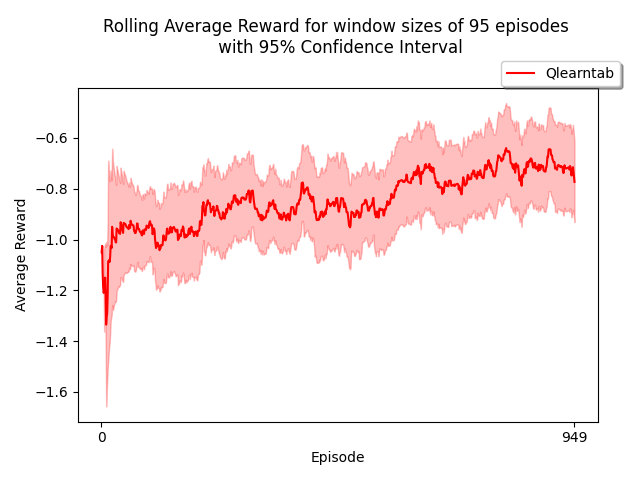 Rolling Average Reward for window sizes of 95 episodes
with 95% Confidence Interval
Qlearntab
−0.6
−0.8
−1.0
−1.2
−1.4
−1.6
Average Reward
0
949
Episode